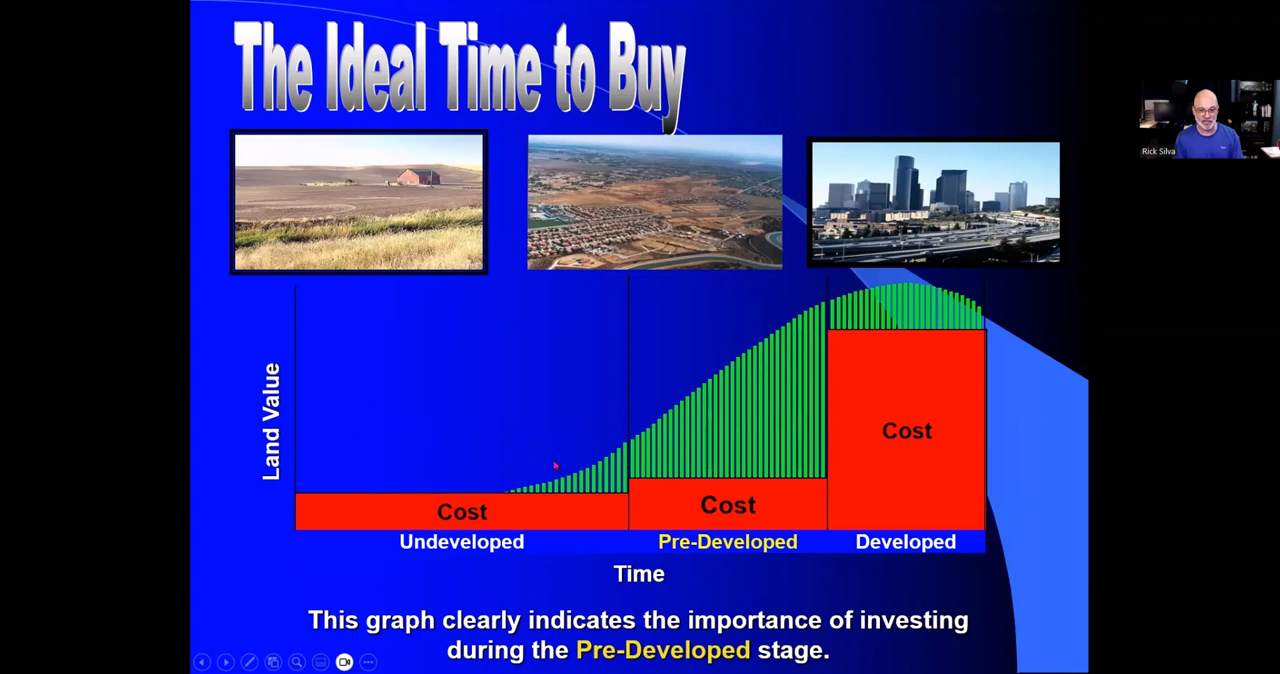 The Ideal Time to Buy
Rick Silva
Land Value
Cost
Cost
Cost
Undeveloped
Pre-Developed
Developed
Time
This graph clearly indicates the importance of investing
during the Pre-Developed stage.